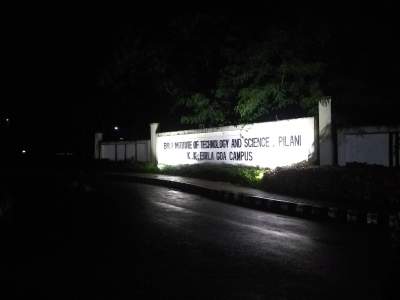 BIRLA INSTITUTE OF TECHNOLOGY AND SCIENCE , PILANI
K.K.BIRLA GOA CAMPUS